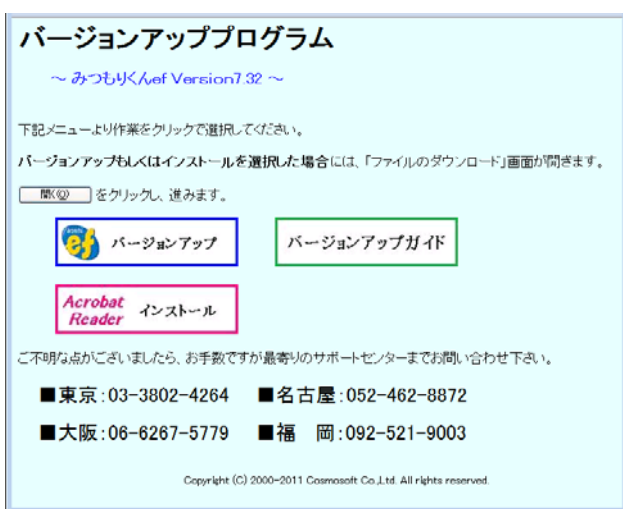 バージョンアッププログラム
～ みつもりくんef Version7.32 ～
下記メニューより作業をクリックで選択してください。
バージョンアップもしくはインストールを選択した場合には、「ファイルのダウンロード」画面が開きます。
開(O) をクリックし、進みます。
ef バージョンアップ バージョンアップガイド
Acrobat Reader インストール
ご不明な点がございましたら、お手数ですが最寄りのサポートセンターまでお問い合わせ下さい。
■東京:03-3802-4264 ■名古屋:052-462-8872
■大阪:06-6267-5779 ■福 岡:092-521-9003
Copyright (C) 2000-2011 Cosmosoft Co.,Ltd. All rights reserved.